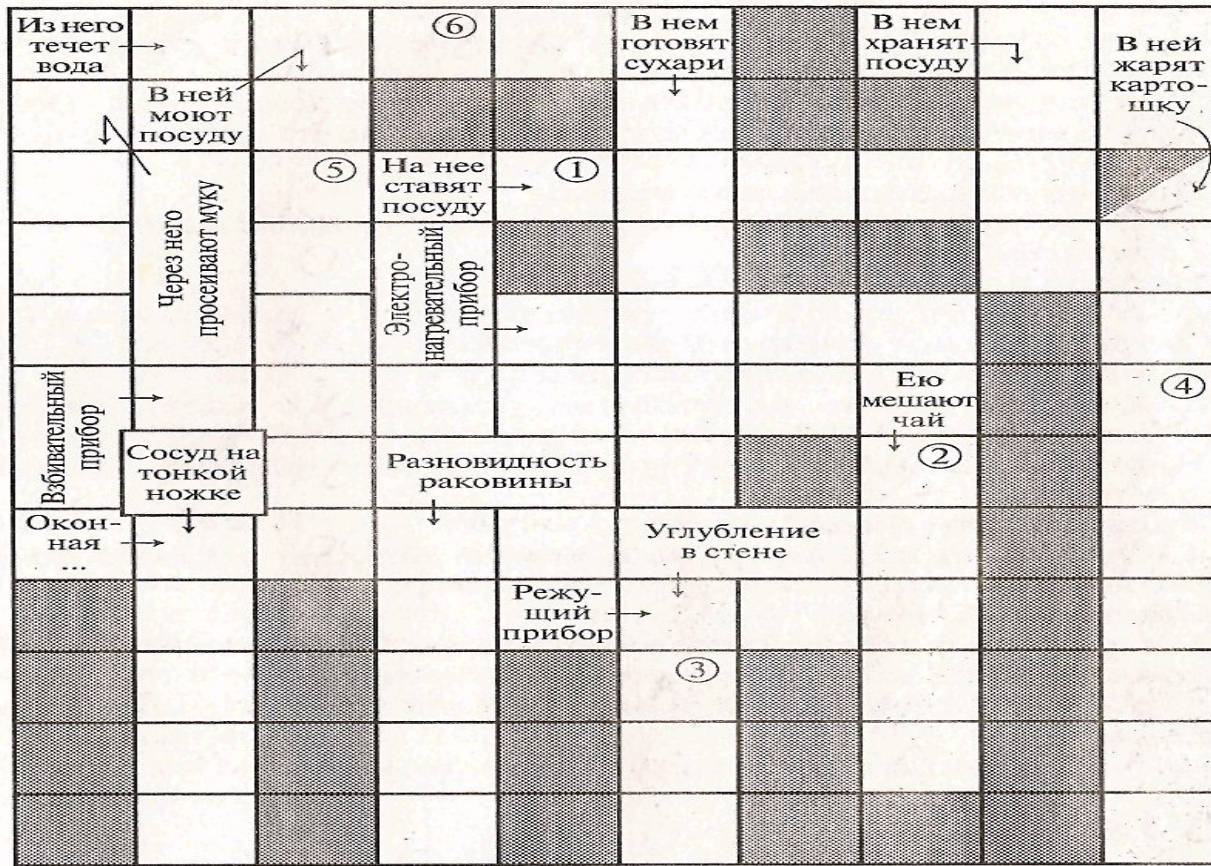 Из него
течет
вода
⑥
В нем
готовят
сухари
В нем
хранят
посуду
В ней
жарят
карто-
шку
В ней
моют
посуду
Через него
просеивают муку
⑤
На нее
ставят
посуду
①
Электро-
нагревательный
прибор
Взбивательный
прибор
Ею
мешают
чай
④
Сосуд на
тонкой
ножке
Разновидность
раковины
②
Окон-
ная
...
Углубление
в стене
Режу-
щий
прибор
③